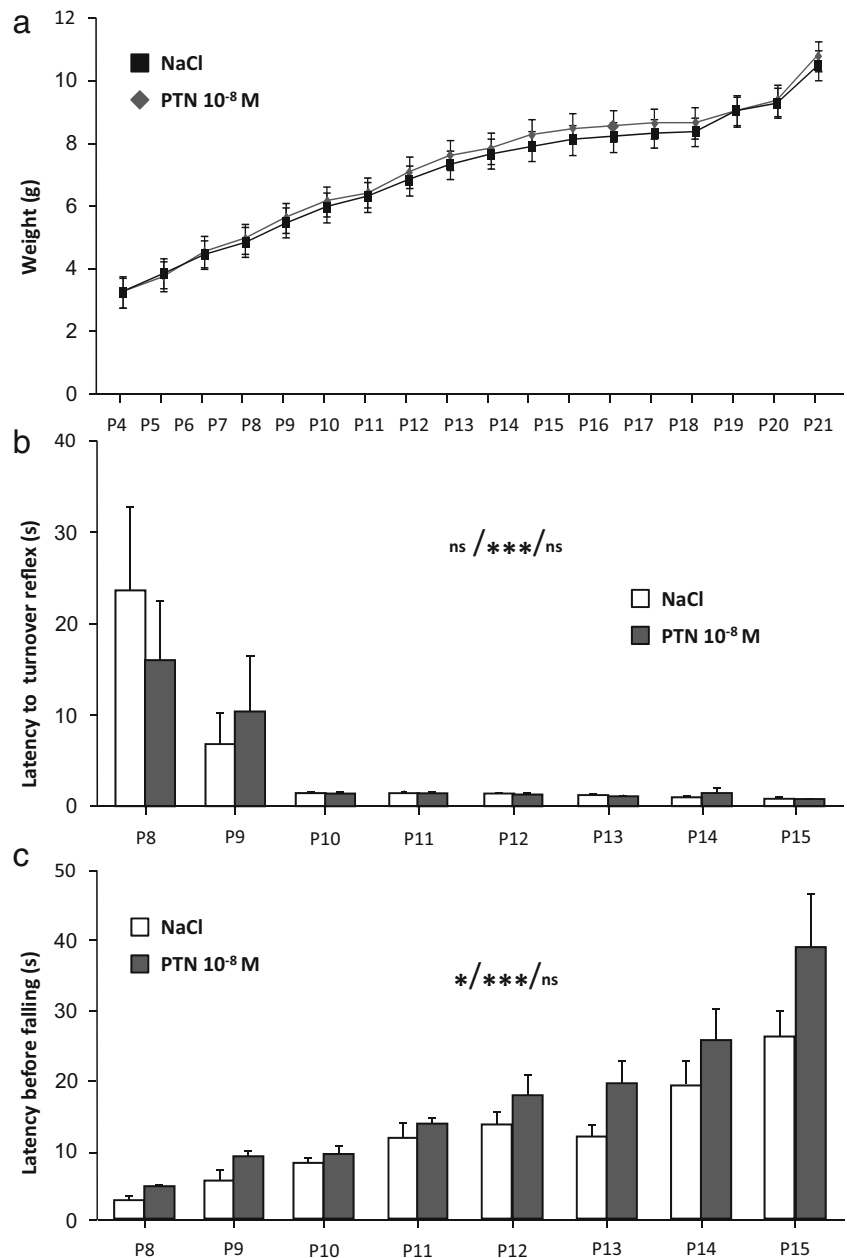 a
12
10
8
6
4
2
0
Weight (g)
NaCl
PTN 10⁻⁸ M
P4 P5 P6 P7 P8 P9 P10 P11 P12 P13 P14 P15 P16 P17 P18 P19 P20 P21
b
40
30
20
10
0
Latency to turnover reflex (s)
ns /***/ns
NaCl
PTN 10⁻⁸ M
P8 P9 P10 P11 P12 P13 P14 P15
c
50
40
30
20
10
0
Latency before falling (s)
NaCl
PTN 10⁻⁸ M
*/***/ns
P8 P9 P10 P11 P12 P13 P14 P15